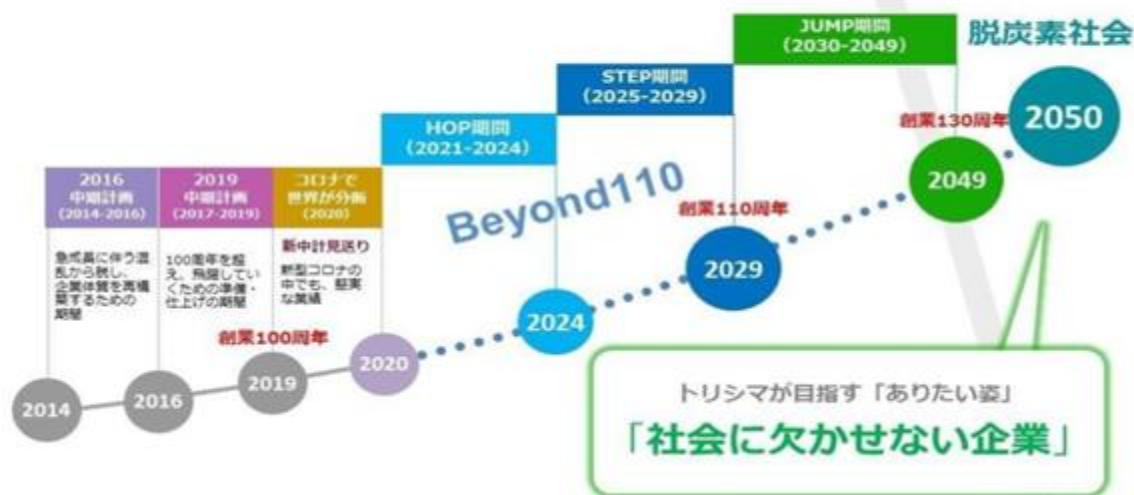 JUMP期間
(2030-2049)
脱炭素社会
STEP期間
(2025-2029)
HOP期間
(2021-2024)
創業130周年
2050
2016
中期計画
(2014-2016)
2019
中期計画
(2017-2019)
コロナで
世界が分断
(2020)
Beyond110
2049
創業110周年
急成長に伴う混
乱から脱し、
企業体質を再構
築するための
期間
100周年を超
え、飛躍してい
くための準備・
仕上げの期間
新中計見送り
新型コロナの
中でも、堅実
な業績
2029
創業100周年
2024
2020
2019
2016
2014
トリシマが目指す「ありたい姿」
「社会に欠かせない企業」